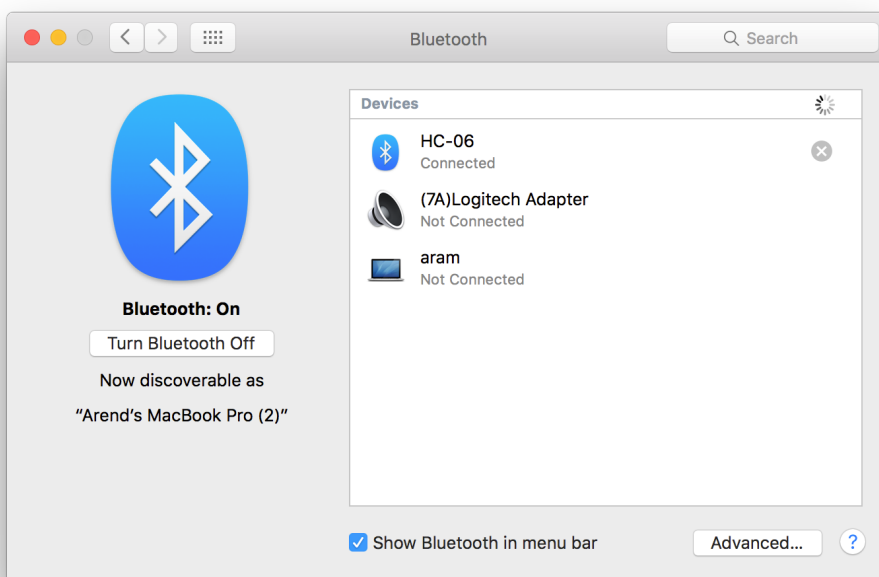 Bluetooth
Search
Bluetooth: On
Turn Bluetooth Off
Now discoverable as
“Arend’s MacBook Pro (2)”
Devices
HC-06
Connected
(7A)Logitech Adapter
Not Connected
aram
Not Connected
Show Bluetooth in menu bar
Advanced...
?